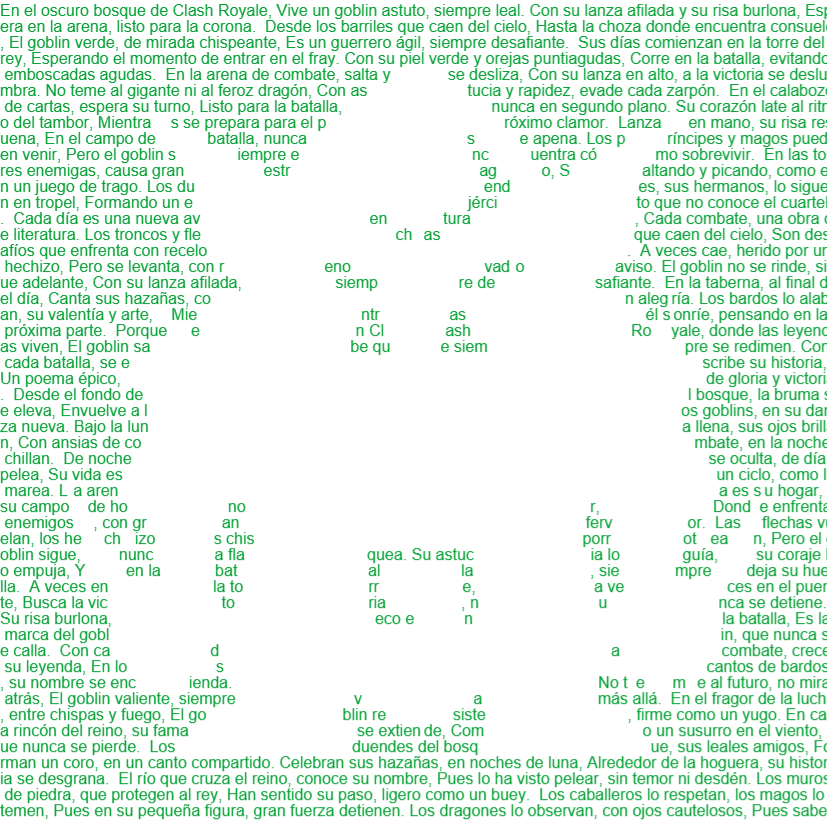 En el oscuro bosque de Clash Royale, Vive un goblin astuto, siempre leal. Con su lanza afilada y su risa burlona, Esp
era en la arena, listo para la corona. Desde los barriles que caen del cielo, Hasta la choza donde encuentra consuel
, El goblin verde, de mirada chispeante, Es un guerrero ágil, siempre desafiante. Sus días comienzan en la torre del
rey, Esperando el momento de entrar en el fray. Con su piel verde y orejas puntiagudas, Corre en la batalla, evitando
emboscadas agudas. En la arena de combate, salta y se desliza, Con su lanza en alto, a la victoria se deslu
mbra. No teme al gigante ni al feroz dragón, Con as tucia y rapidez, evade cada zarpón. En el calabozo
de cartas, espera su turno, Listo para la batalla, nunca en segundo plano. Su corazón late al ritm
o del tambor, Mientra s se prepara para el p róximo clamor. Lanza en mano, su risa res
uena, En el campo de batalla, nunca s e apena. Los p ríncipes y magos pued
en venir, Pero el goblin s iempre e nc uentra có mo sobrevivir. En las to
res enemigas, causa gran estr ag o, S altando y picando, como e
n un juego de trago. Los du end es, sus hermanos, lo sigue
n en tropel, Formando un e jérci to que no conoce el cuartel
. Cada día es una nueva av en tura , Cada combate, una obra d
e literatura. Los troncos y fle ch as que caen del cielo, Son des
afíos que enfrenta con recelo . A veces cae, herido por un
hechizo, Pero se levanta, con r eno vad o aviso. El goblin no se rinde, si
ue adelante, Con su lanza afilada, siemp re de safiante. En la taberna, al final d
el día, Canta sus hazañas, co n aleg ría. Los bardos lo alab
an, su valentía y arte, Mie ntr as él s onríe, pensando en la
próxima parte. Porque e n Cl ash Ro yale, donde las leyend
as viven, El goblin sa be qu e siem pre se redimen. Con
cada batalla, se e scribe su historia,
Un poema épico, de gloria y victoria
. Desde el fondo de l bosque, la bruma s
e eleva, Envuelve a l os goblins, en su dan
za nueva. Bajo la lun a llena, sus ojos brill
n, Con ansias de co mbate, en la noche
chillan. De noche se oculta, de día
pelea, Su vida es un ciclo, como l
marea. L a aren a es s u hogar,
su campo de ho no r, Dond e enfrenta
enemigos , con gr an ferv or. Las flechas vu
elan, los he ch izo s chis porr ot ea n, Pero el g
oblin sigue, nunc a fla quea. Su astuc ia lo guía, su coraje l
o empuja, Y en la bat al la , sie mpre deja su hue
lla. A veces en la to rr e, a ve ces en el puen
te, Busca la vic to ria , n u nca se detiene.
Su risa burlona, eco e n la batalla, Es la
marca del gobl in, que nunca s
e calla. Con ca d a combate, crece
su leyenda, En lo s cantos de bardos
, su nombre se enc ienda. No t e m e al futuro, no mira
atrás, El goblin valiente, siempre v a más allá. En el fragor de la luch
, entre chispas y fuego, El go blin re siste , firme como un yugo. En ca
a rincón del reino, su fama se extien de, Com o un susurro en el viento,
ue nunca se pierde. Los duendes del bosq ue, sus leales amigos, Fo
rman un coro, en un canto compartido. Celebran sus hazañas, en noches de luna, Alrededor de la hoguera, su histor
ia se desgrana. El río que cruza el reino, conoce su nombre, Pues lo ha visto pelear, sin temor ni desdén. Los muros
de piedra, que protegen al rey, Han sentido su paso, ligero como un buey. Los caballeros lo respetan, los magos lo
temen, Pues en su pequeña figura, gran fuerza detienen. Los dragones lo observan, con ojos cautelosos, Pues sabe